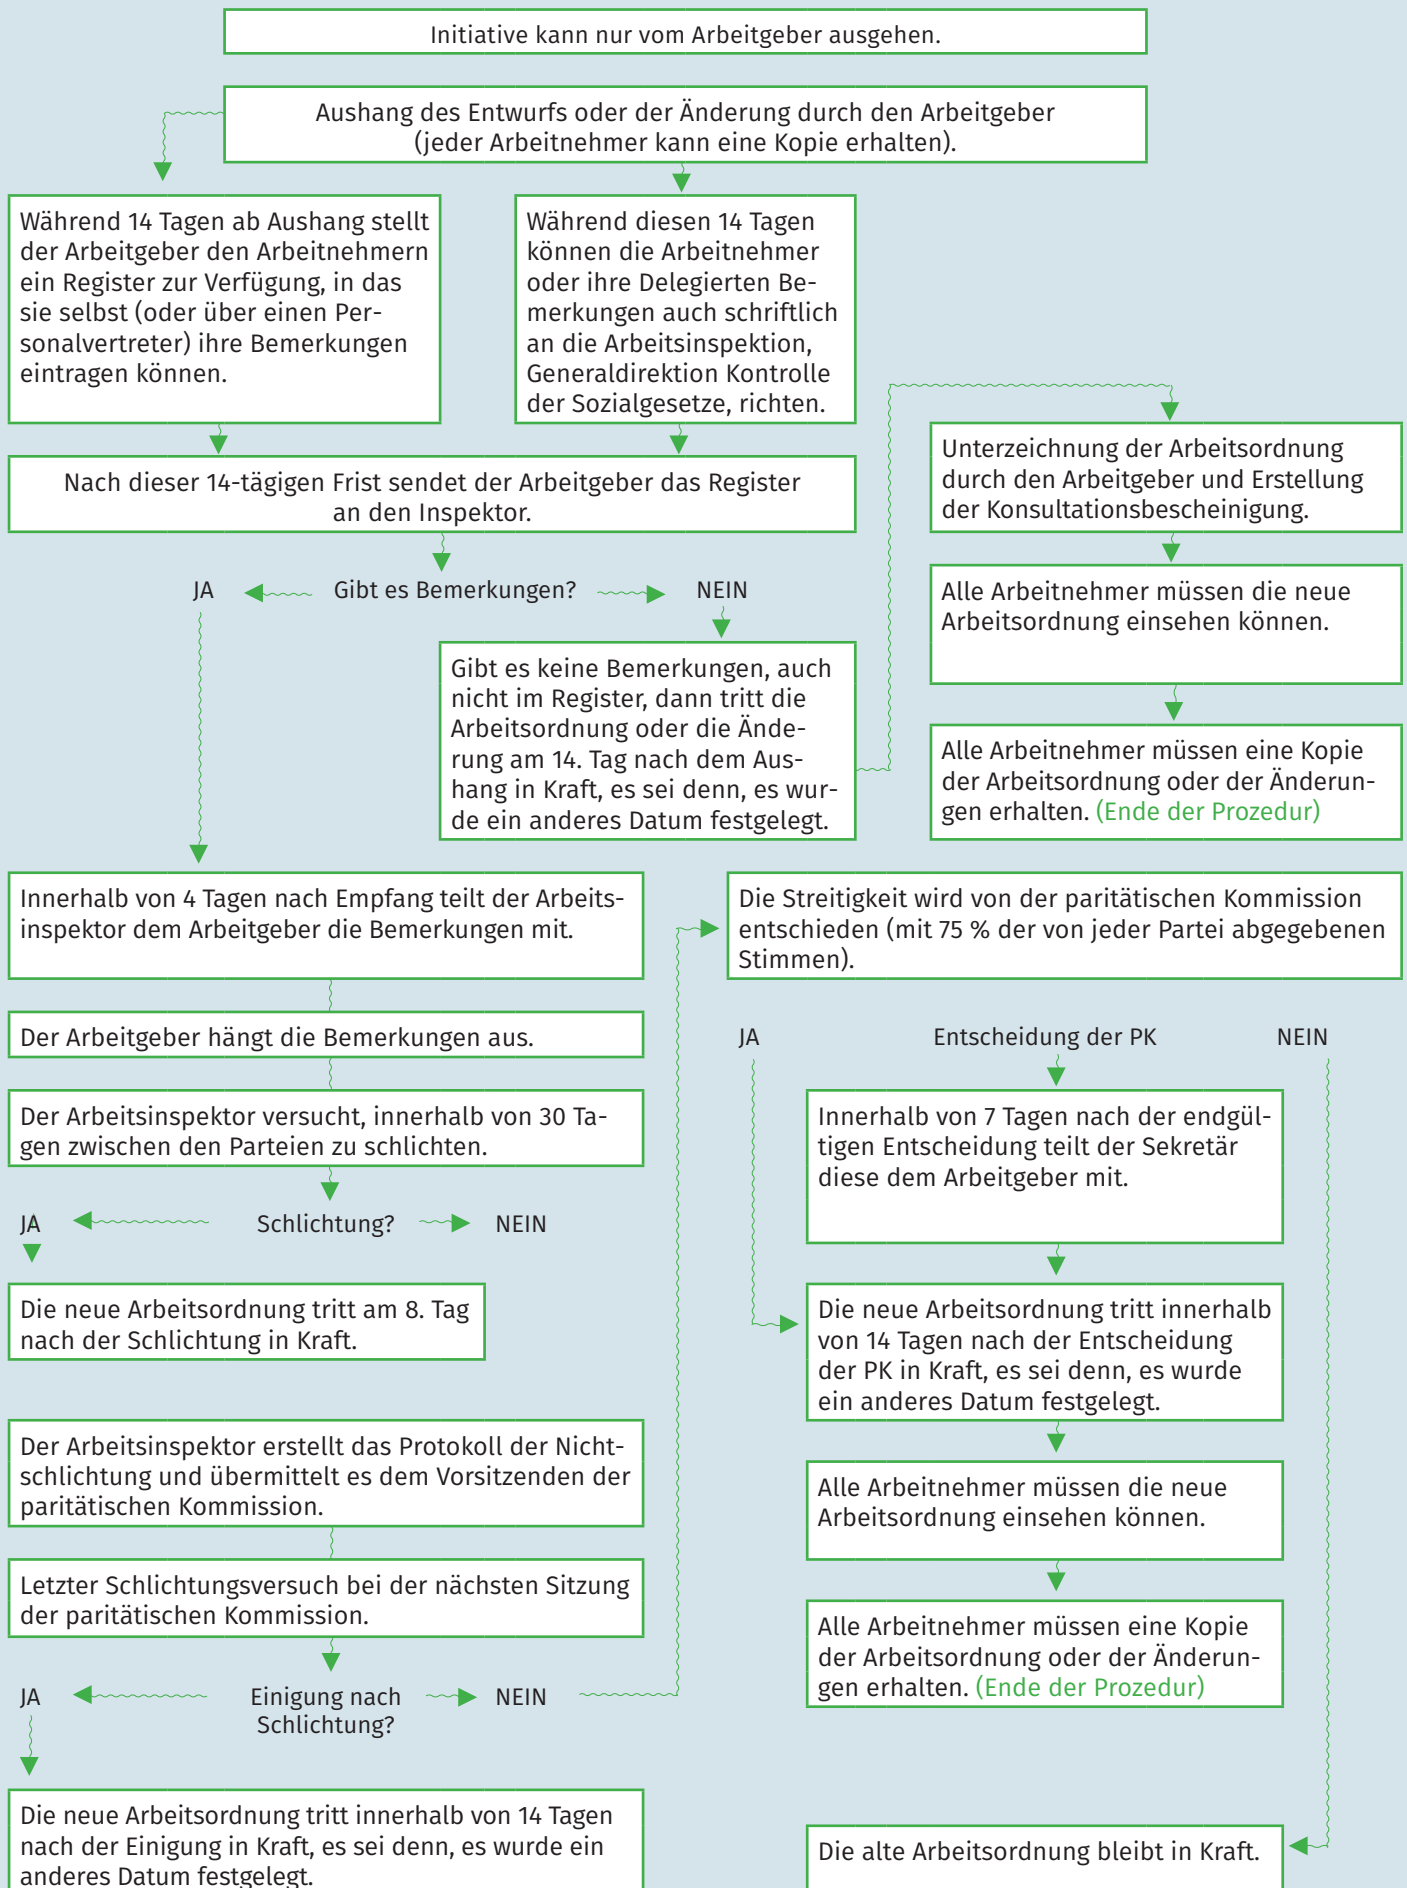 Initiative kann nur vom Arbeitgeber ausgehen.
Aushang des Entwurfs oder der Änderung durch den Arbeitgeber
(jeder Arbeitnehmer kann eine Kopie erhalten).
Während 14 Tagen ab Aushang stellt
der Arbeitgeber den Arbeitnehmern
ein Register zur Verfügung, in das
sie selbst (oder über einen Per-
sonalvertreter) ihre Bemerkungen
eintragen können.
Während diesen 14 Tagen
können die Arbeitnehmer
oder ihre Delegierten Be-
merkungen auch schriftlich
an die Arbeitsinspektion,
Generaldirektion Kontrolle
der Sozialgesetze, richten.
Nach dieser 14-tägigen Frist sendet der Arbeitgeber das Register
an den Inspektor.
JA
Gibt es Bemerkungen?
NEIN
Gibt es keine Bemerkungen, auch
nicht im Register, dann tritt die
Arbeitsordnung oder die Ände-
rung am 14. Tag nach dem Aus-
hang in Kraft, es sei denn, es wur-
de ein anderes Datum festgelegt.
Unterzeichnung der Arbeitsordnung
durch den Arbeitgeber und Erstellung
der Konsultationsbescheinigung.
Alle Arbeitnehmer müssen die neue
Arbeitsordnung einsehen können.
Alle Arbeitnehmer müssen eine Kopie
der Arbeitsordnung oder der Änderun-
gen erhalten. (Ende der Prozedur)
Innerhalb von 4 Tagen nach Empfang teilt der Arbeits-
inspektor dem Arbeitgeber die Bemerkungen mit.
Der Arbeitgeber hängt die Bemerkungen aus.
Der Arbeitsinspektor versucht, innerhalb von 30 Ta-
gen zwischen den Parteien zu schlichten.
JA
Schlichtung?
NEIN
Die neue Arbeitsordnung tritt am 8. Tag
nach der Schlichtung in Kraft.
Der Arbeitsinspektor erstellt das Protokoll der Nicht-
schlichtung und übermittelt es dem Vorsitzenden der
paritätischen Kommission.
Letzter Schlichtungsversuch bei der nächsten Sitzung
der paritätischen Kommission.
JA
Einigung nach
Schlichtung?
NEIN
Die neue Arbeitsordnung tritt innerhalb von 14 Tagen
nach der Einigung in Kraft, es sei denn, es wurde ein
anderes Datum festgelegt.
Die Streitigkeit wird von der paritätischen Kommission
entschieden (mit 75 % der von jeder Partei abgegebenen
Stimmen).
JA
Entscheidung der PK
NEIN
Innerhalb von 7 Tagen nach der endgül-
tigen Entscheidung teilt der Sekretär
diese dem Arbeitgeber mit.
Die neue Arbeitsordnung tritt innerhalb
von 14 Tagen nach der Entscheidung
der PK in Kraft, es sei denn, es wurde
ein anderes Datum festgelegt.
Alle Arbeitnehmer müssen die neue
Arbeitsordnung einsehen können.
Alle Arbeitnehmer müssen eine Kopie
der Arbeitsordnung oder der Änderun-
gen erhalten. (Ende der Prozedur)
Die alte Arbeitsordnung bleibt in Kraft.